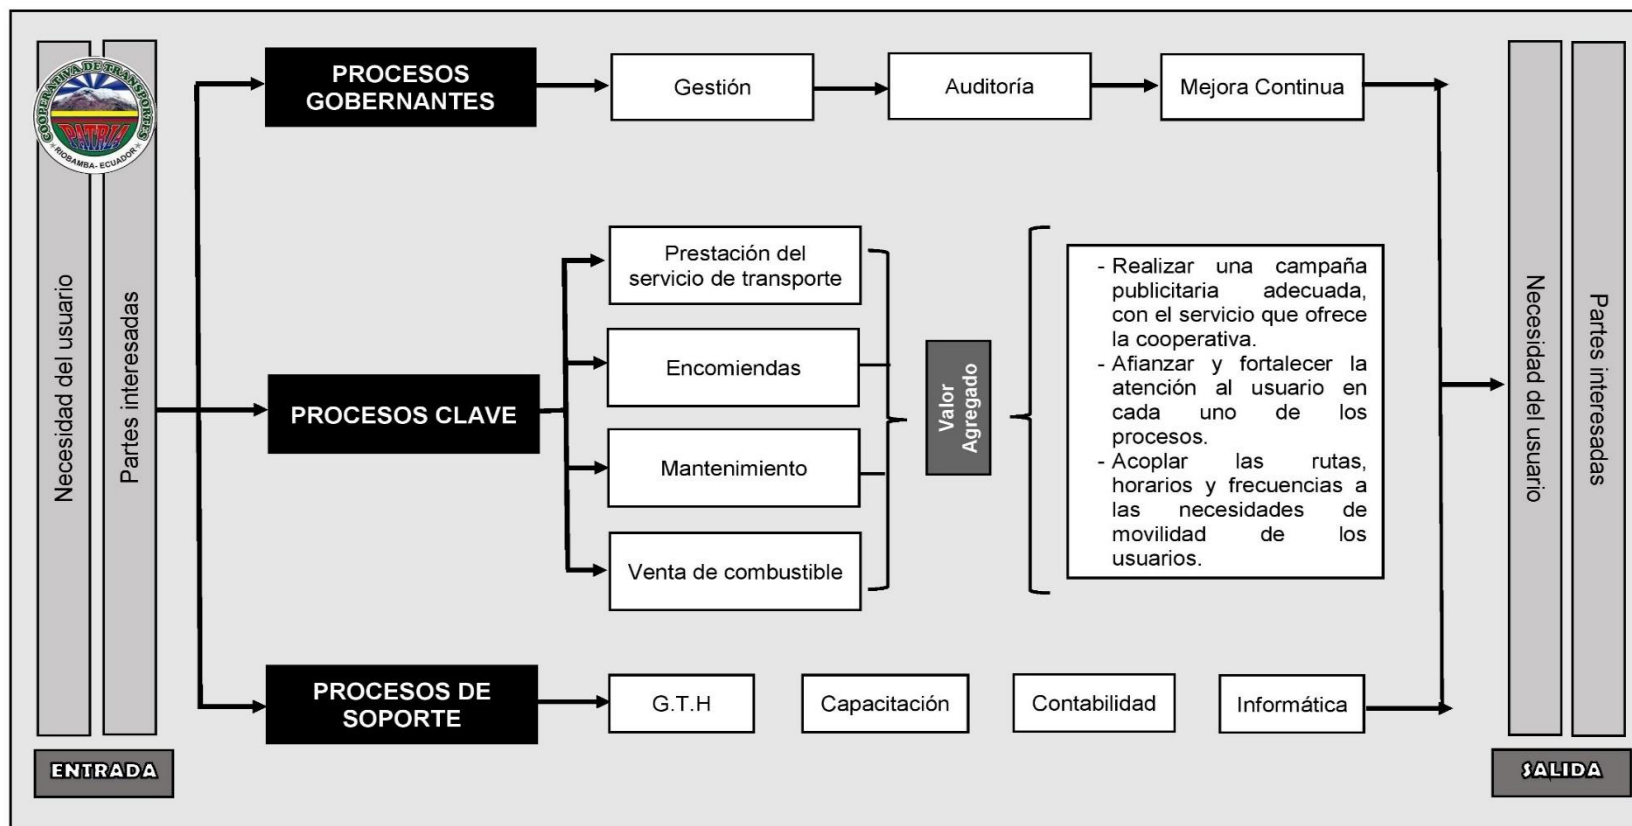 COOPERATIVA DE TRANSPORTES
PATRIA
RIOBAMBA - ECUADOR
Necesidad del usuario
Partes interesadas
ENTRADA
PROCESOS
GOBERNANTES
Gestión
Auditoría
Mejora Continua
PROCESOS CLAVE
Prestación del
servicio de transporte
Encomiendas
Mantenimiento
Venta de combustible
Valor
Agregado
- Realizar una campaña
publicitaria adecuada,
con el servicio que ofrece
la cooperativa.
- Afianzar y fortalecer la
atención al usuario en
cada uno de los
procesos.
- Acoplar las rutas,
horarios y frecuencias a
las necesidades de
movilidad de los
usuarios.
PROCESOS DE
SOPORTE
G.T.H
Capacitación
Contabilidad
Informática
Necesidad del usuario
Partes interesadas
SALIDA